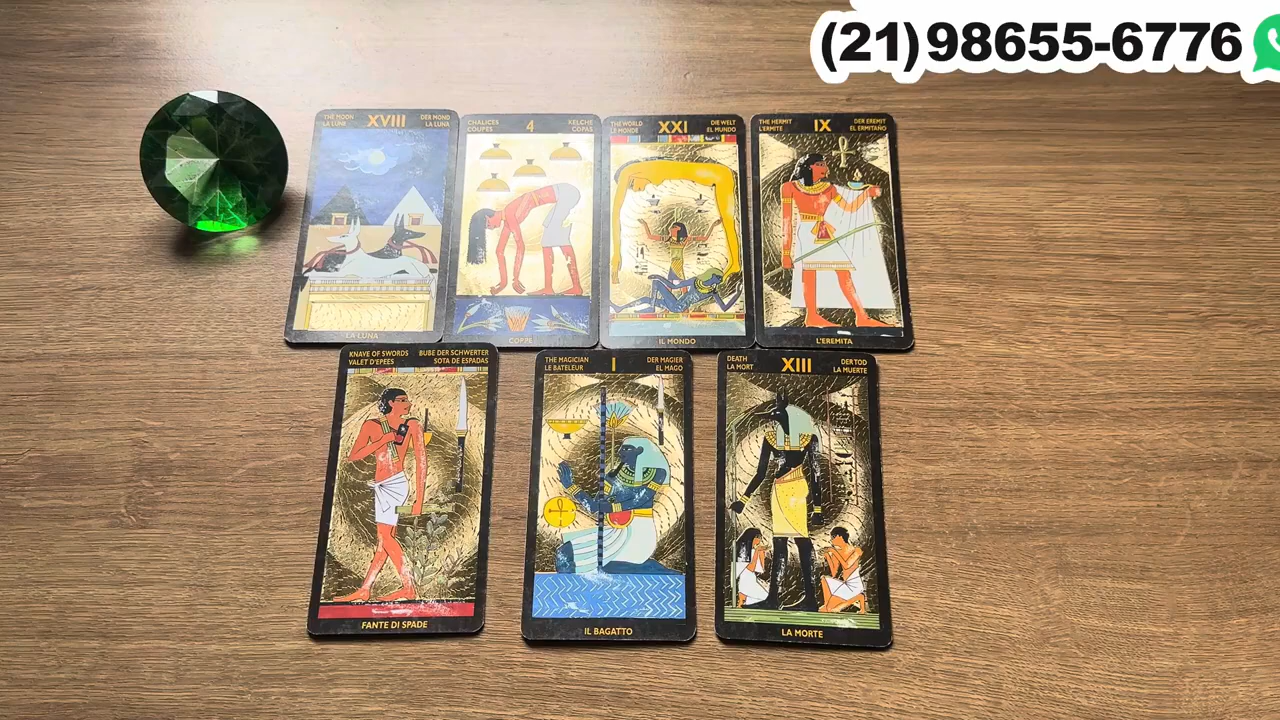 (21)98655-6776
THE MOON
LA LUNE
XVIII
DER MOND
LA LUNA
LA LUNA
CHALICES
COUPES
4
KELCHE
COPAS
COPPE
THE WORLD
LE MONDE
XXI
DIE WELT
EL MUNDO
IL MONDO
THE HERMIT
L'ERMITE
IX
DER EREMIT
EL ERMITAÑO
L'EREMITA
KNAVE OF SWORDS
VALET D'EPEES
BUBE DER SCHWERTER
SOTA DE ESPADAS
FANTE DI SPADE
THE MAGICIAN
LE BATELEUR
I
DER MAGIER
EL MAGO
IL BAGATTO
DEATH
LA MORT
XIII
DER TOD
LA MUERTE
LA MORTE